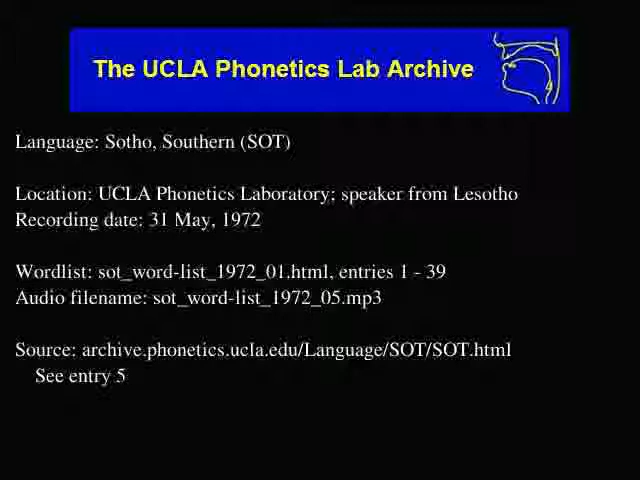 The UCLA Phonetics Lab Archive
Language: Sotho, Southern (SOT)
Location: UCLA Phonetics Laboratory; speaker from Lesotho
Recording date: 31 May, 1972
Wordlist: sot_word-list_1972_01.html, entries 1 - 39
Audio filename: sot_word-list_1972_05.mp3
Source: archive.phonetics.ucla.edu/Language/SOT/SOT.html
See entry 5